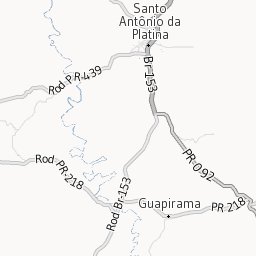 Santo
Antônio da
Platina
Rod PR-439
Br-153
PR-092
Rod PR-218
Rod Br-153
Guapirama
PR 218